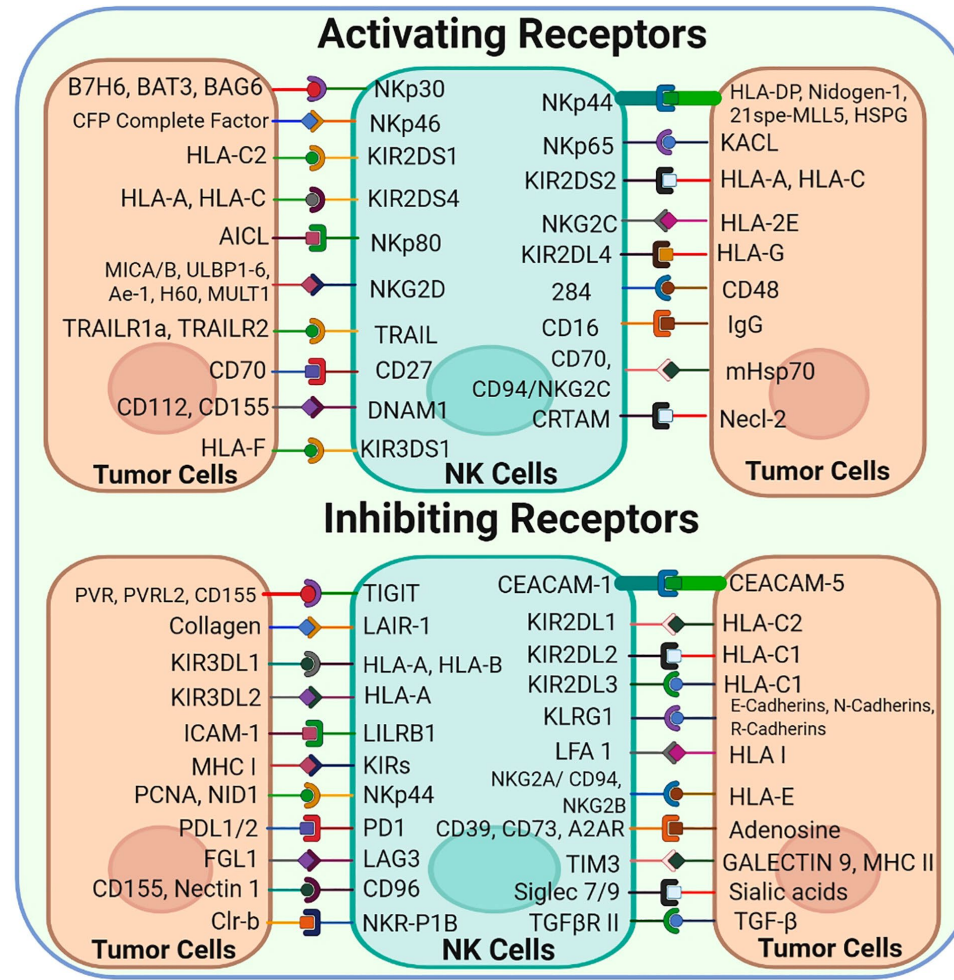 Activating Receptors
B7H6, BAT3, BAG6
CFP Complete Factor
HLA-C2
HLA-A, HLA-C
AICL
MICA/B, ULBP1-6,
Ae-1, H60, MULT1
TRAILR1a, TRAILR2
CD70
CD112, CD155
HLA-F
Tumor Cells
NKp30
NKp46
KIR2DS1
KIR2DS4
NKp80
NKG2D
TRAIL
CD27
DNAM1
KIR3DS1
NKp44
NKp65
KIR2DS2
NKG2C
KIR2DL4
284
CD16
CD70,
CD94/NKG2C
CRTAM
NK Cells
HLA-DP, Nidogen-1,
21spe-MLL5, HSPG
KACL
HLA-A, HLA-C
HLA-2E
HLA-G
CD48
IgG
mHsp70
Necl-2
Tumor Cells
Inhibiting Receptors
PVR, PVRL2, CD155
Collagen
KIR3DL1
KIR3DL2
ICAM-1
MHC I
PCNA, NID1
PDL1/2
FGL1
CD155, Nectin 1
Clr-b
Tumor Cells
TIGIT
LAIR-1
HLA-A, HLA-B
HLA-A
LILRB1
KIRs
NKp44
PD1
LAG3
CD96
NKR-P1B
CEACAM-1
KIR2DL1
KIR2DL2
KIR2DL3
KLRG1
LFA 1
NKG2A/ CD94,
NKG2B
CD39, CD73, A2AR
TIM3
Siglec 7/9
TGFβR II
NK Cells
CEACAM-5
HLA-C2
HLA-C1
HLA-C1
E-Cadherins, N-Cadherins,
R-Cadherins
HLA I
HLA-E
Adenosine
GALECTIN 9, MHC II
Sialic acids
TGF-β
Tumor Cells